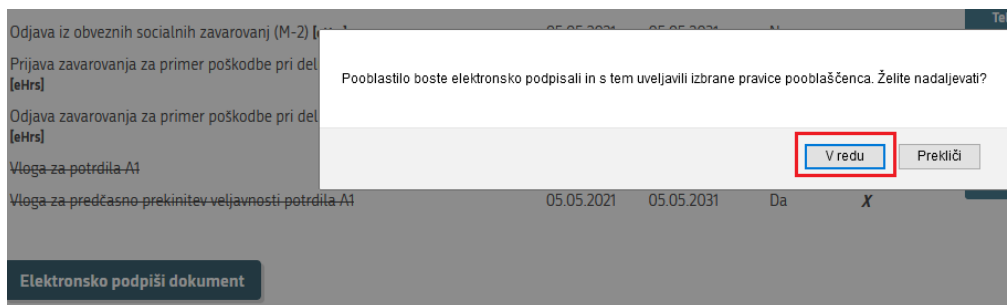 Odjava iz obveznih socialnih zavarovanj (M-2)
Prijava zavarovanja za primer poškodbe pri del
[eHrs]
Pooblastilo boste elektronsko podpisali in s tem uveljavili izbrane pravice pooblaščenca. Želite nadaljevati?
Odjava zavarovanja za primer poškodbe pri del
[eHrs]
V redu Prekliči
Vloga za potrdila A1
Vloga za predčasno prekinitev veljavnosti potrdila A1 05.05.2021 05.05.2031 Da X
Elektronsko podpiši dokument